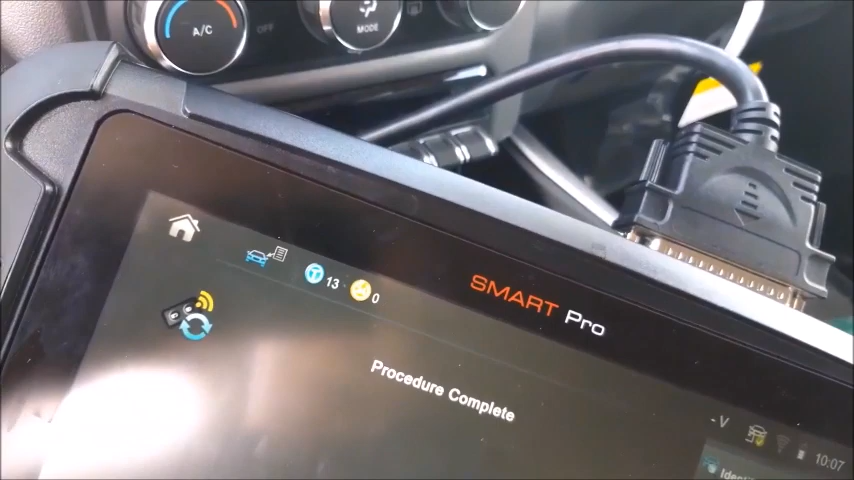 A/C
OFF
MODE
13
0
SMART Pro
Procedure Complete
- V
10:07